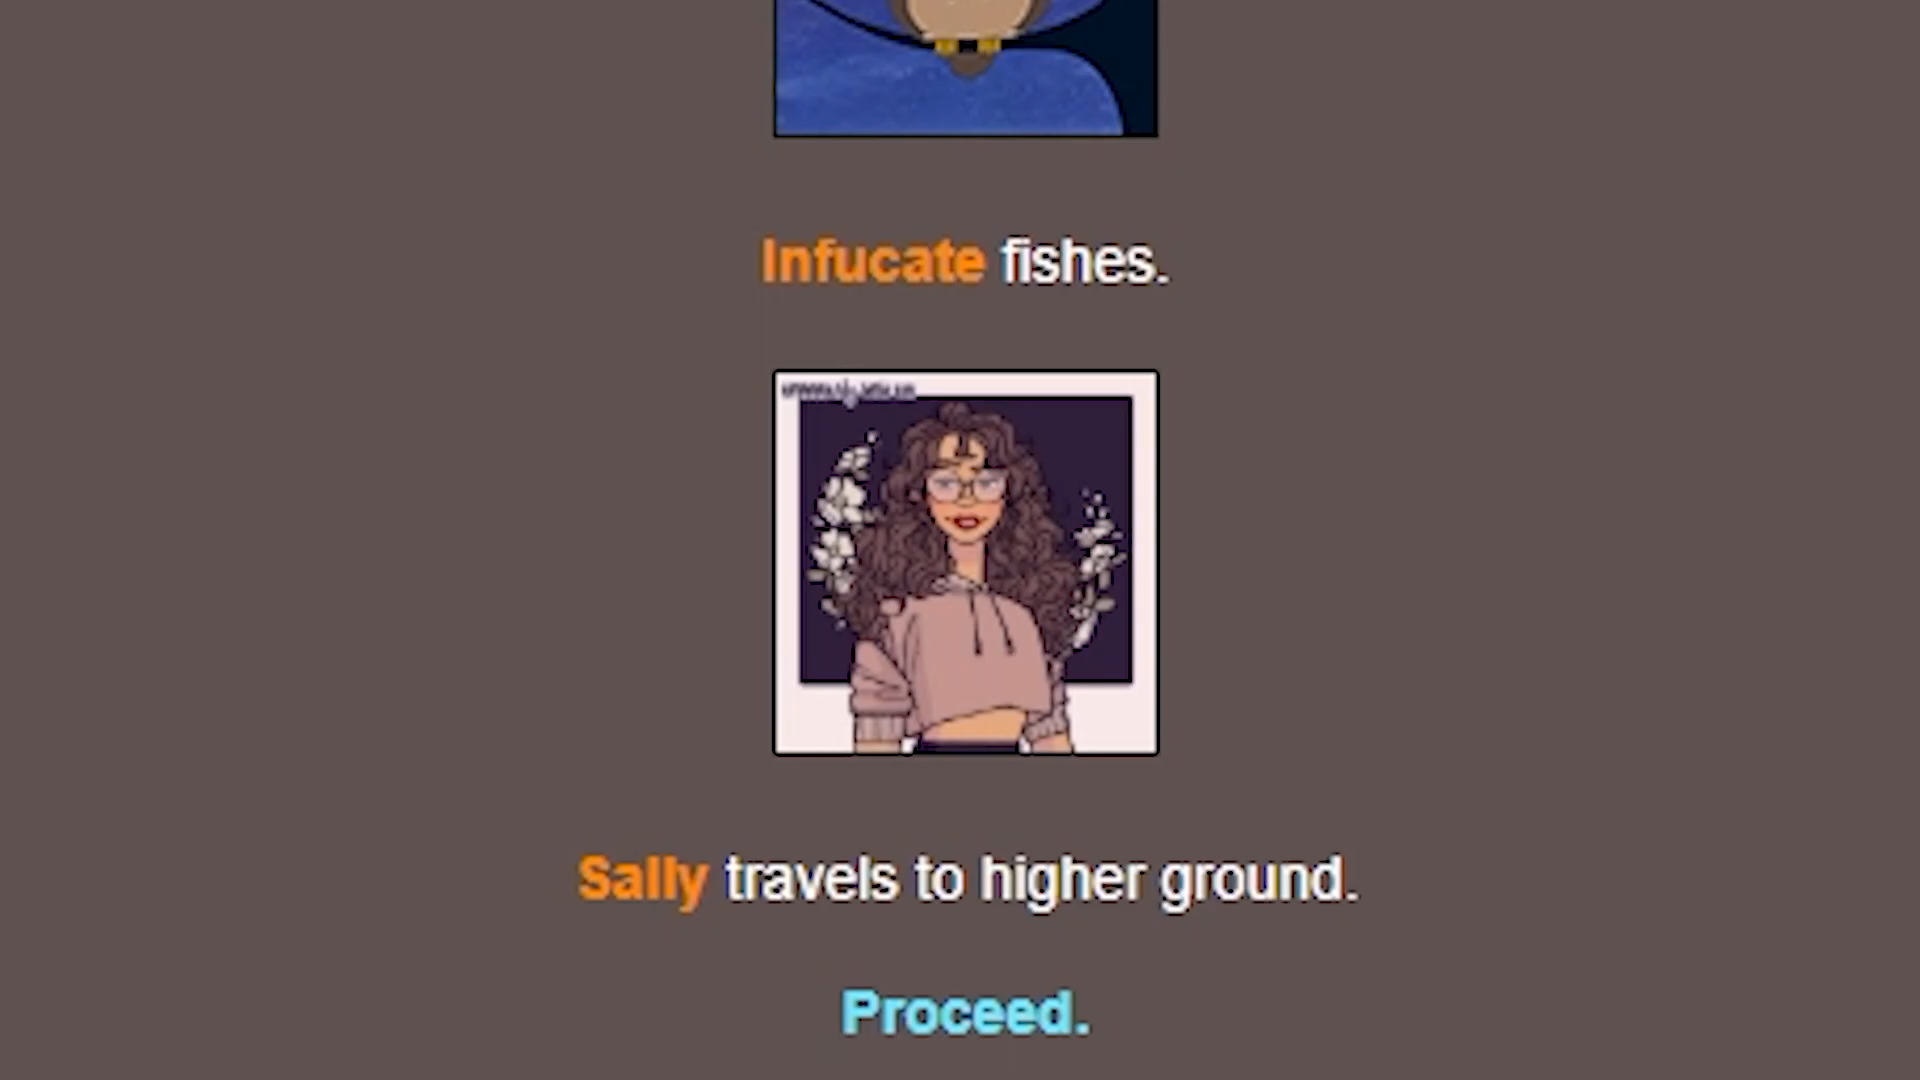 Infucate fishes.
Sally travels to higher ground.
Proceed.